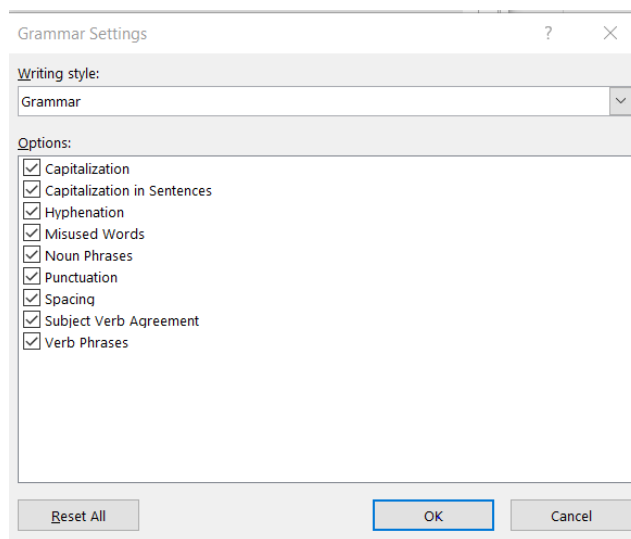 Grammar Settings
?
Writing style:
Grammar
Options:
Capitalization
Capitalization in Sentences
Hyphenation
Misused Words
Noun Phrases
Punctuation
Spacing
Subject Verb Agreement
Verb Phrases
Reset All OK Cancel